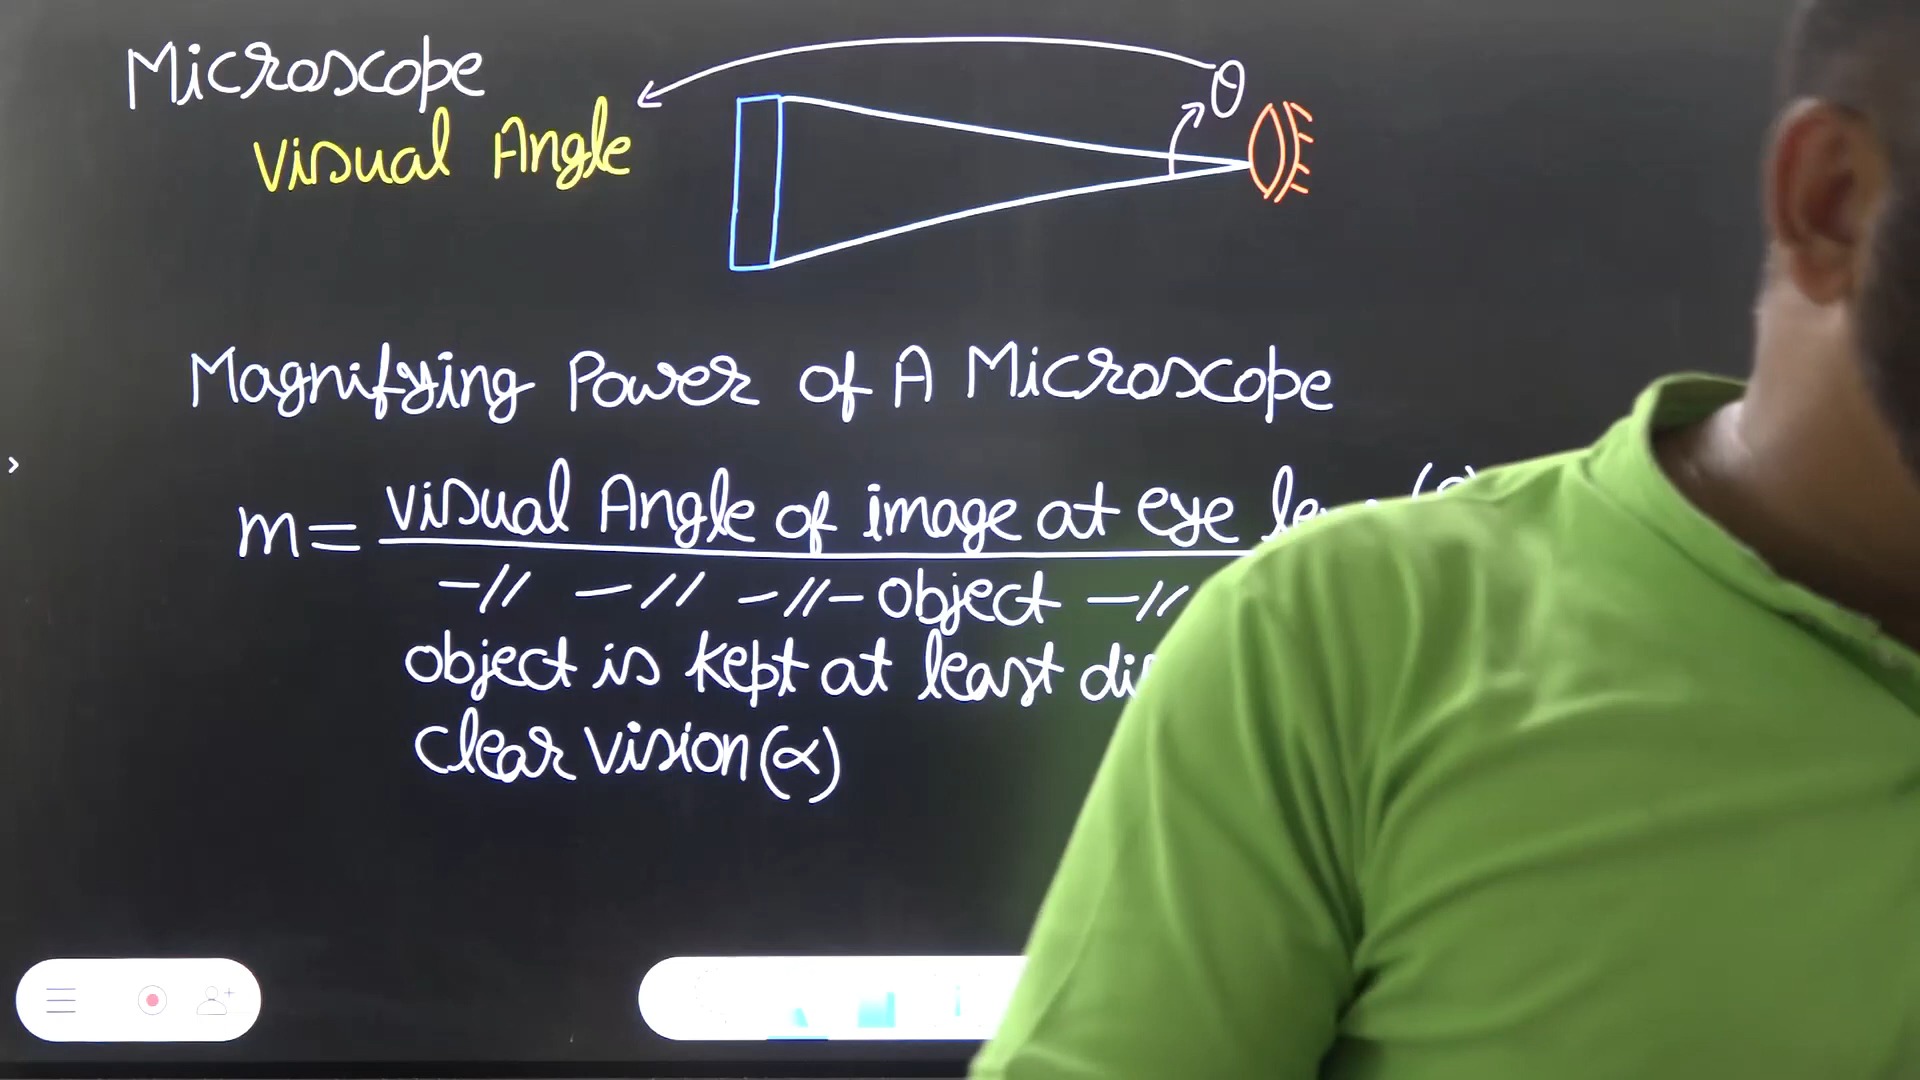 Microscope
θ
Visual Angle
Magnifying Power of A Microscope
m = Visual Angle of image at eye
-// -// -//- object -//
object is kept at least
clear vision (α)